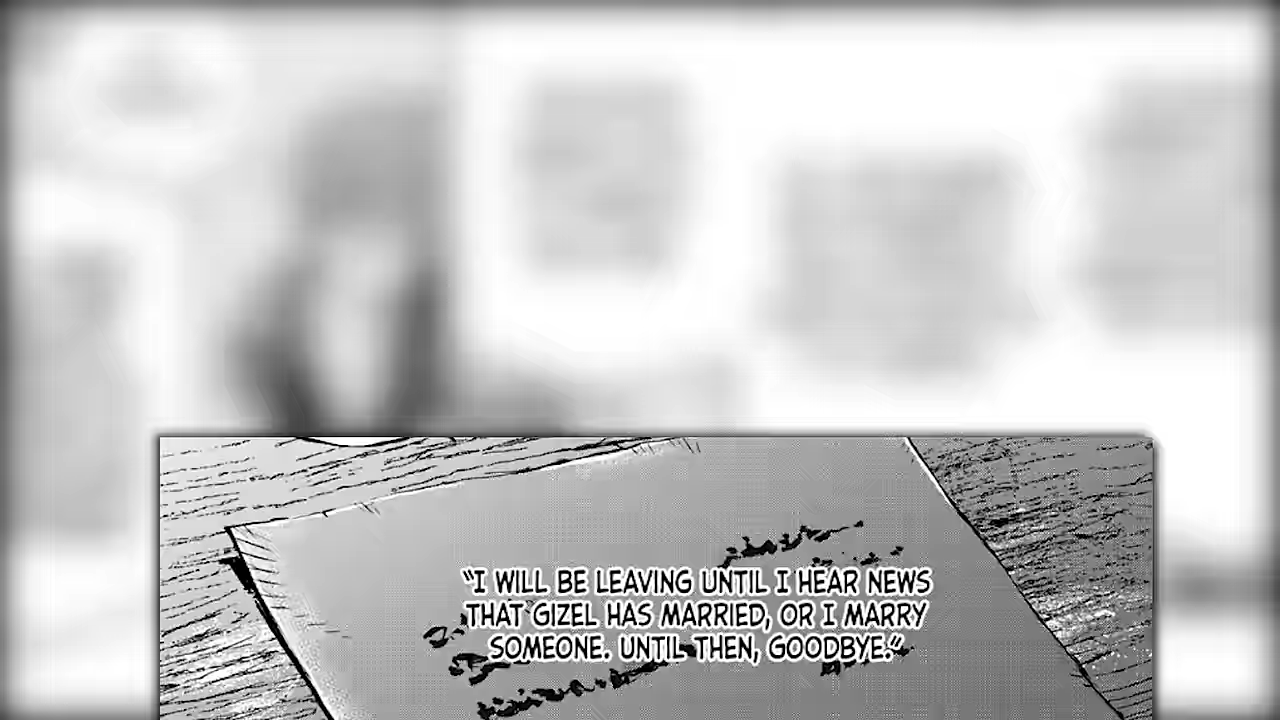 “I WILL BE LEAVING UNTIL I HEAR NEWS
THAT GIZEL HAS MARRIED, OR I MARRY
SOMEONE. UNTIL THEN, GOODBYE.”